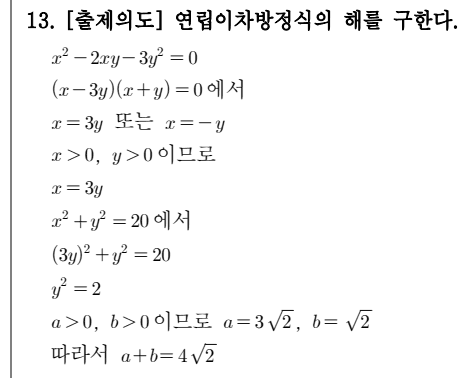 13. [출제의도] 연립이차방정식의 해를 구한다.
x² − 2xy − 3y² = 0
(x − 3y)(x + y) = 0 에서
x = 3y 또는 x = − y
x > 0, y > 0 이므로
x = 3y
x² + y² = 20 에서
(3y)² + y² = 20
y² = 2
a > 0, b > 0 이므로 a = 3√2, b = √2
따라서 a + b = 4√2